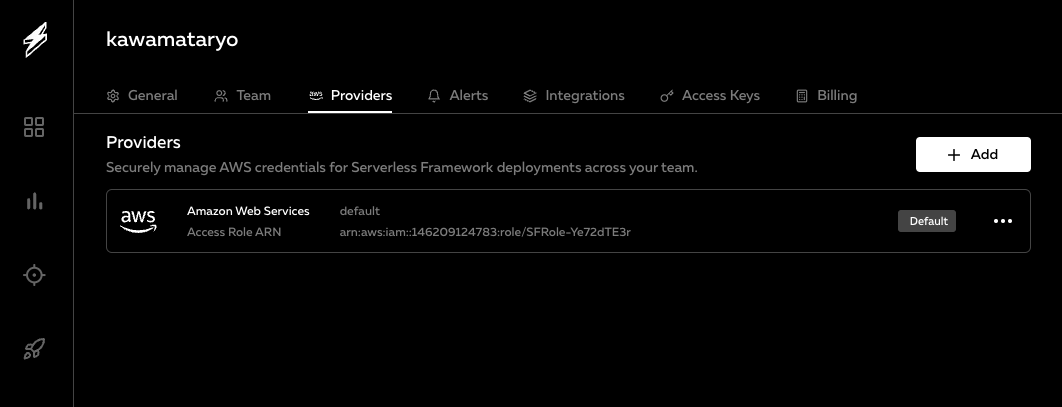 kawamataryo
General Team aws Providers Alerts Integrations Access Keys Billing
Providers
Securely manage AWS credentials for Serverless Framework deployments across your team.
+ Add
aws
Amazon Web Services default
Access Role ARN arn:aws:iam::146209124783:role/SFRole-Ye72dTE3r
Default